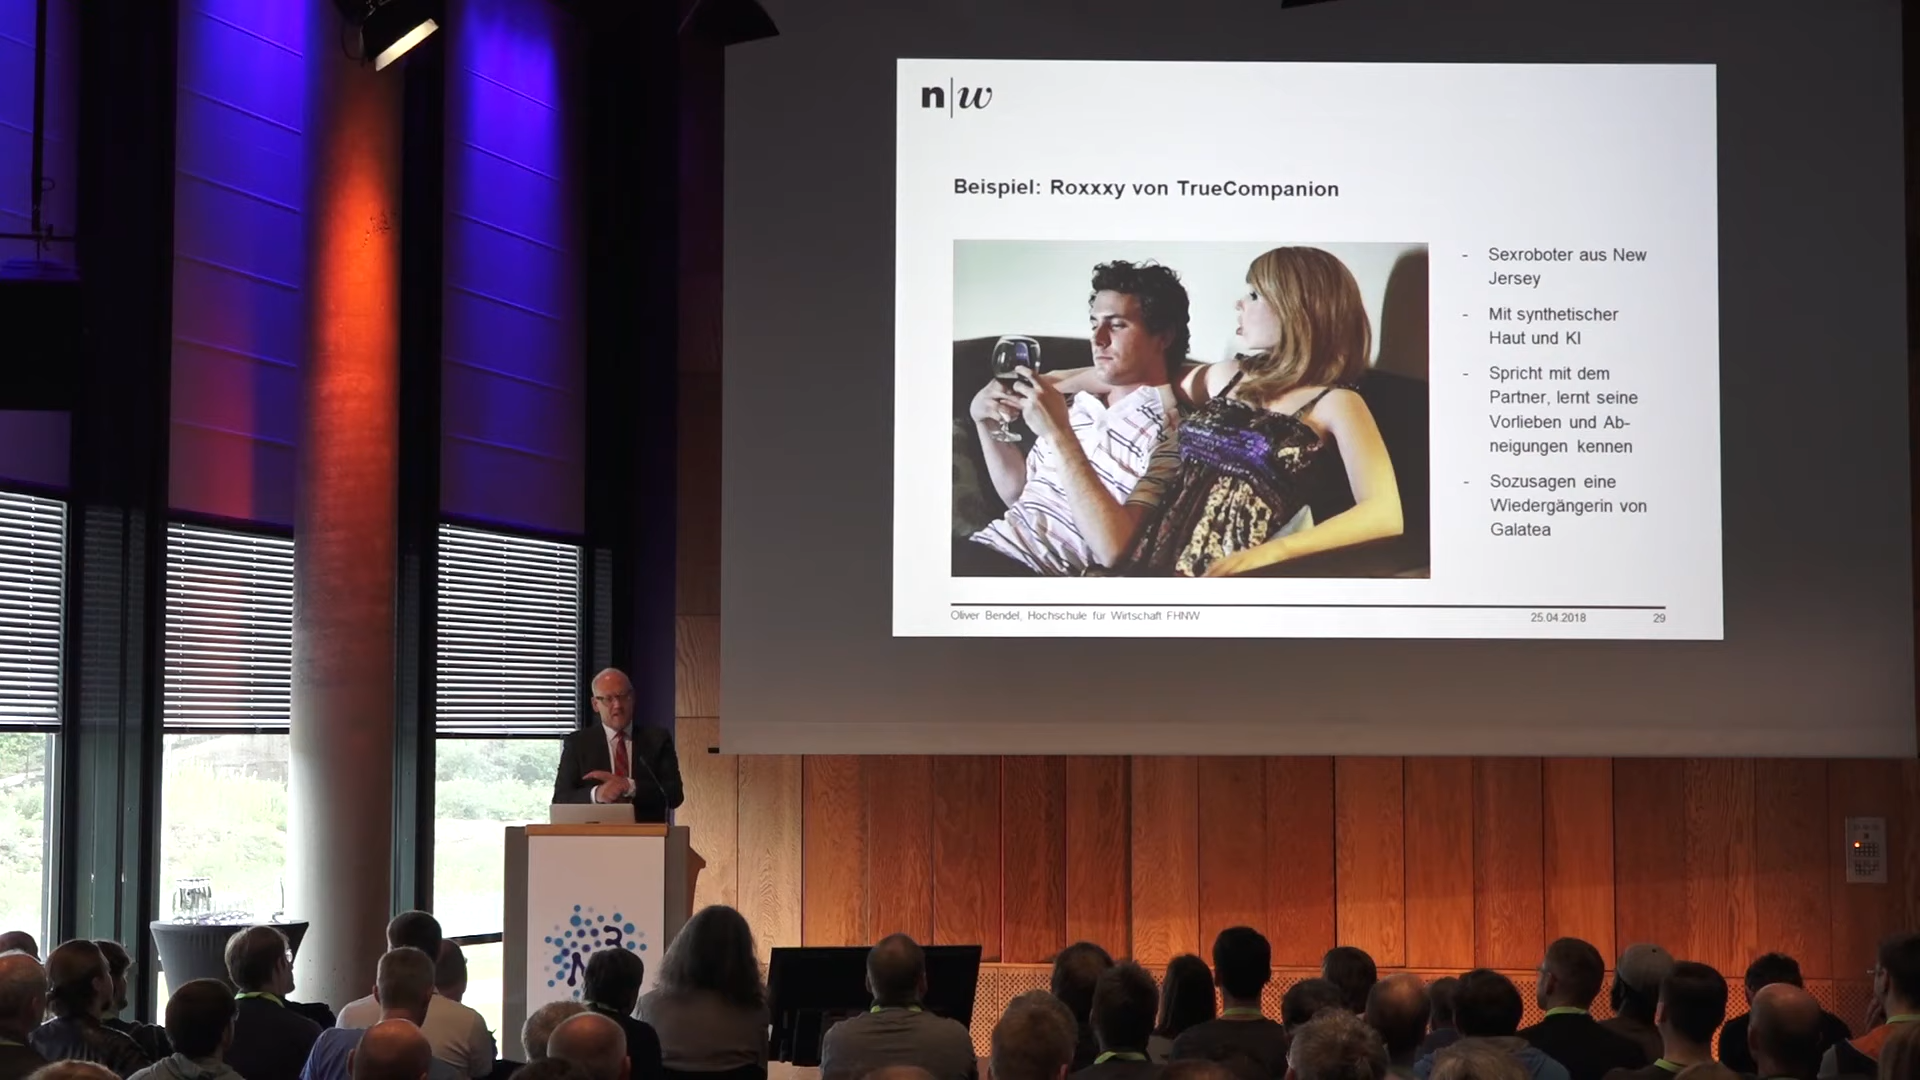 n|w
Beispiel: Roxxxy von TrueCompanion
- Sexroboter aus New
Jersey
- Mit synthetischer
Haut und KI
- Spricht mit dem
Partner, lernt seine
Vorlieben und Ab-
neigungen kennen
- Sozusagen eine
Wiedergängerin von
Galatea
Oliver Bendel, Hochschule für Wirtschaft FHNW 25.04.2018 29